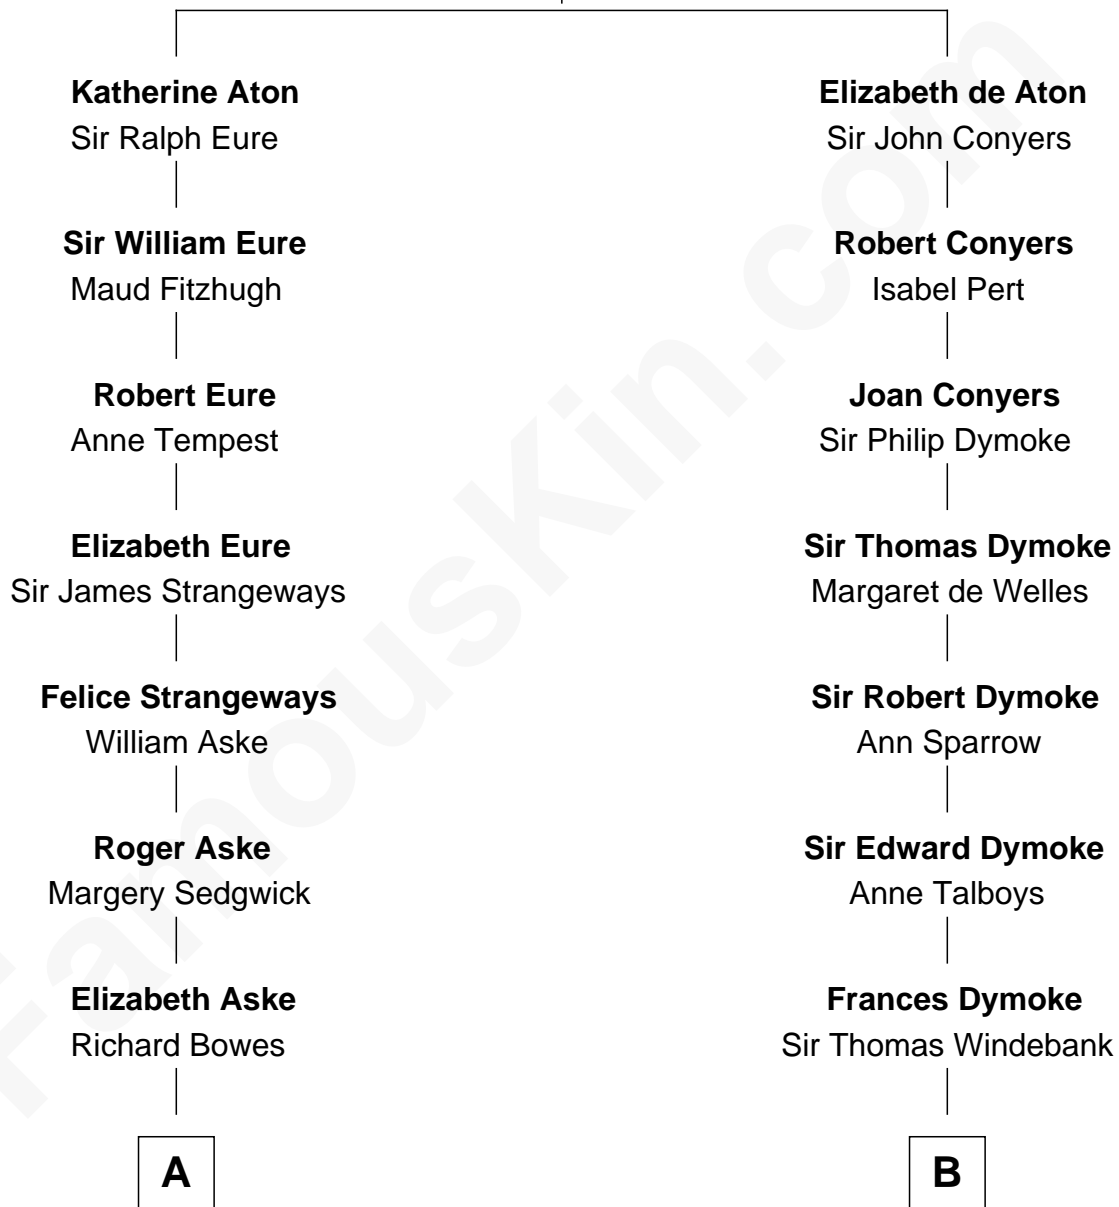 Katherine Aton
Sir Ralph Eure
Sir William Eure
Maud Fitzhugh
Robert Eure
Anne Tempest
Elizabeth Eure
Sir James Strangeways
Felice Strangeways
William Aske
Roger Aske
Margery Sedgwick
Elizabeth Aske
Richard Bowes
A
Elizabeth de Aton
Sir John Conyers
Robert Conyers
Isabel Pert
Joan Conyers
Sir Philip Dymoke
Sir Thomas Dymoke
Margaret de Welles
Sir Robert Dymoke
Ann Sparrow
Sir Edward Dymoke
Anne Talboys
Frances Dymoke
Sir Thomas Windebank
B
FamousKin.com